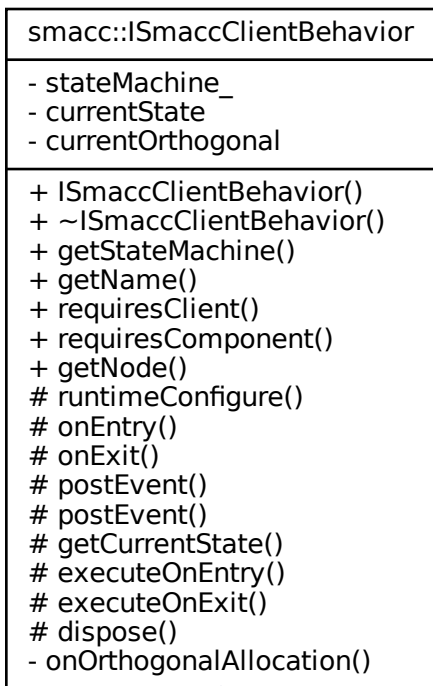 smacc::ISmaccClientBehavior
- stateMachine_
- currentState
- currentOrthogonal
+ ISmaccClientBehavior()
+ ~ISmaccClientBehavior()
+ getStateMachine()
+ getName()
+ requiresClient()
+ requiresComponent()
+ getNode()
# runtimeConfigure()
# onEntry()
# onExit()
# postEvent()
# postEvent()
# getCurrentState()
# executeOnEntry()
# executeOnExit()
# dispose()
- onOrthogonalAllocation()